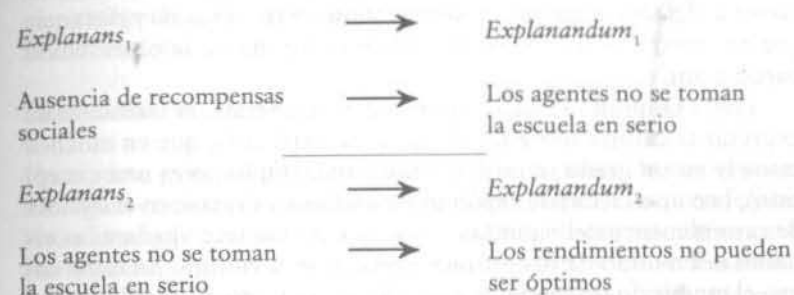 Explanans₁ → Explanandum₁
Ausencia de recompensas → Los agentes no se toman
sociales la escuela en serio
Explanans₂ → Explanandum₂
Los agentes no se toman → Los rendimientos no pueden
la escuela en serio ser óptimos